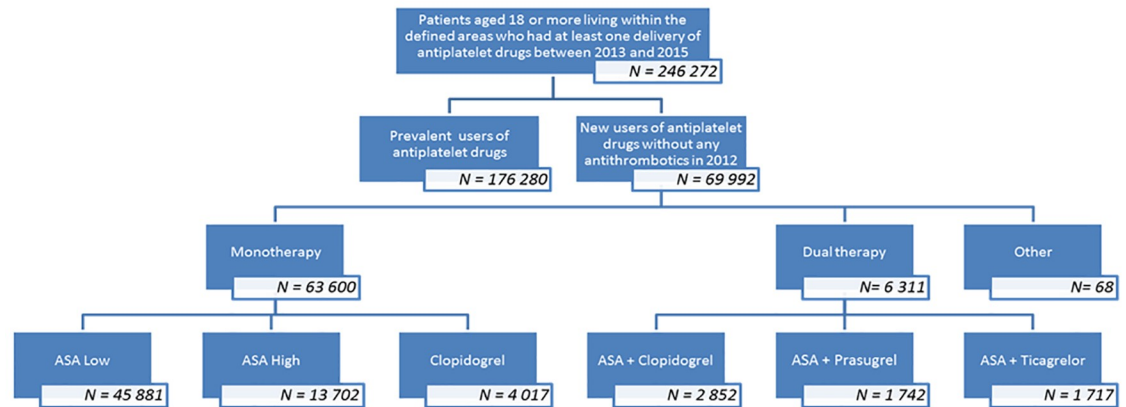 Patients aged 18 or more living within the
defined areas who had at least one delivery of
antiplatelet drugs between 2013 and 2015
N = 246 272
Prevalent users of
antiplatelet drugs
N = 176 280
New users of antiplatelet
drugs without any
antithrombotics in 2012
N = 69 992
Monotherapy
N = 63 600
Dual therapy
N= 6 311
Other
N= 68
ASA Low
N = 45 881
ASA High
N = 13 702
Clopidogrel
N = 4 017
ASA + Clopidogrel
N = 2 852
ASA + Prasugrel
N = 1 742
ASA + Ticagrelor
N = 1 717